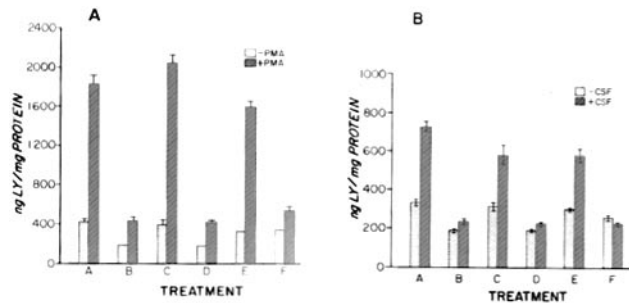 A
ng LY/mg PROTEIN
2400
2000
1600
1200
800
400
0
-PMA
+PMA
A B C D E F
TREATMENT
B
ng LY/mg PROTEIN
1000
800
600
400
200
0
-CSF
+CSF
A B C D E F
TREATMENT